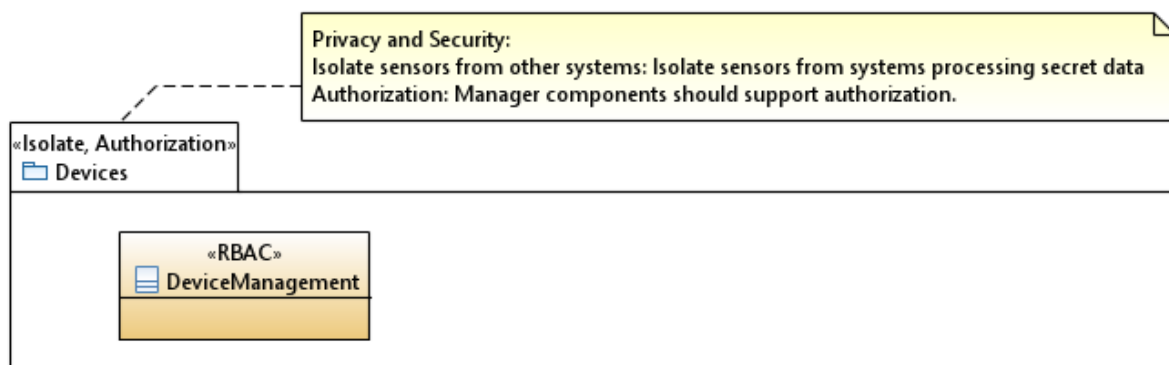 Privacy and Security:
Isolate sensors from other systems: Isolate sensors from systems processing secret data
Authorization: Manager components should support authorization.
«Isolate, Authorization»
Devices
«RBAC»
DeviceManagement